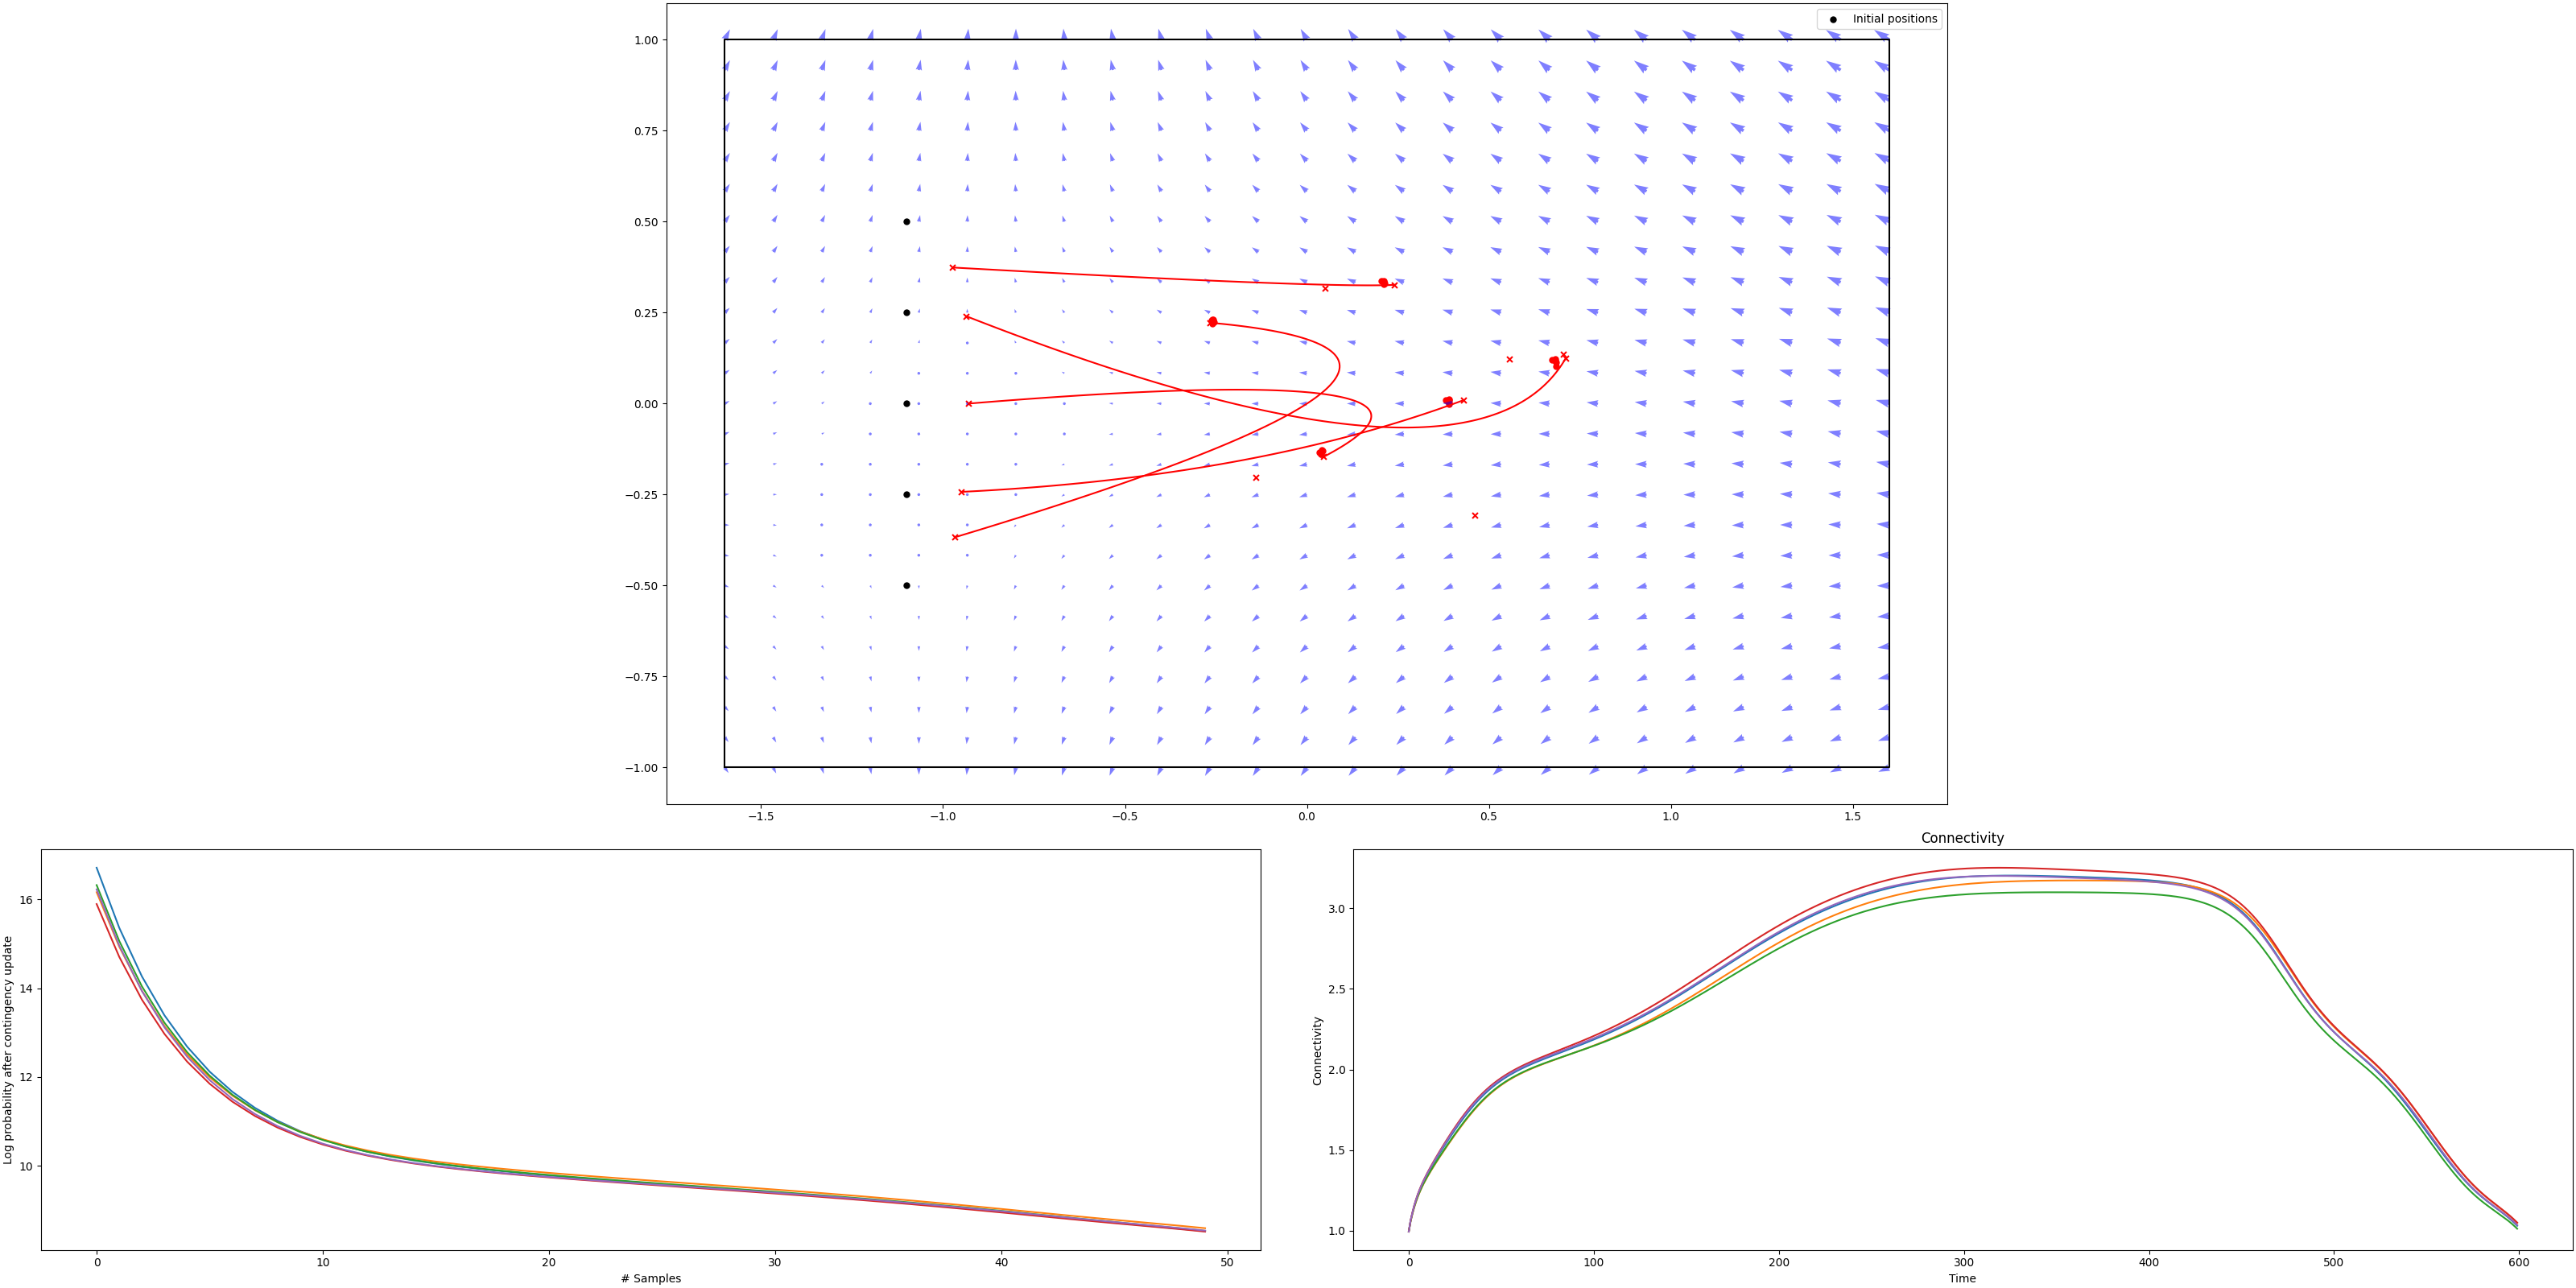 Initial positions
1.00
0.75
0.50
0.25
0.00
−0.25
−0.50
−0.75
−1.00
−1.5 −1.0 −0.5 0.0 0.5 1.0 1.5
Log probability after contingency update
16
14
12
10
0 10 20 30 40 50
# Samples
Connectivity
Connectivity
3.0
2.5
2.0
1.5
1.0
0 100 200 300 400 500 600
Time